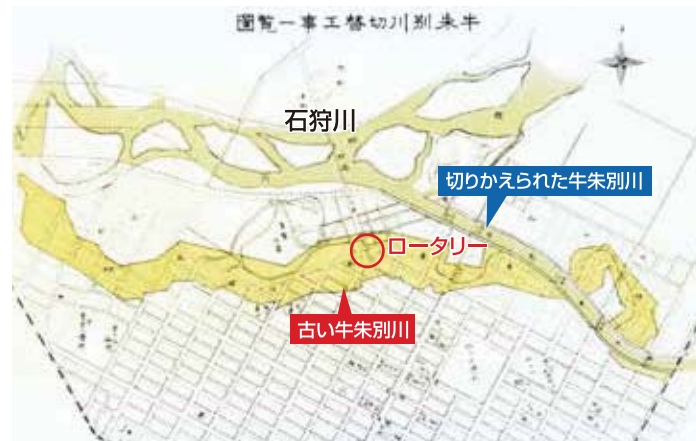 牛朱別川切替工事一覧圖
石狩川
切りかえられた牛朱別川
ロータリー
古い牛朱別川